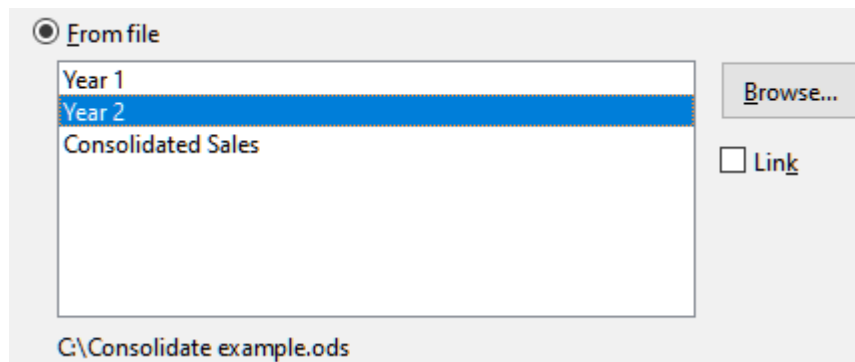 From file
Year 1
Browse...
Year 2
Consolidated Sales
Link
C:\Consolidate example.ods